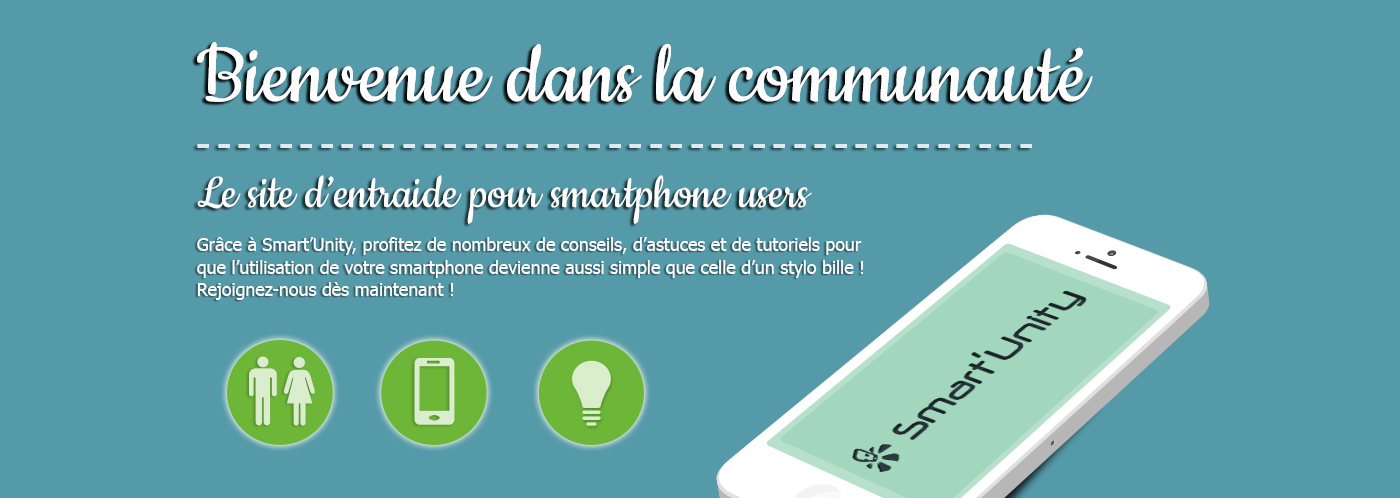 Bienvenue dans la communauté
Le site d'entraide pour smartphone users
Grâce à Smart'Unity, profitez de nombreux de conseils, d'astuces et de tutoriels pour
que l'utilisation de votre smartphone devienne aussi simple que celle d'un stylo bille !
Rejoignez-nous dès maintenant !
Smart'Unity